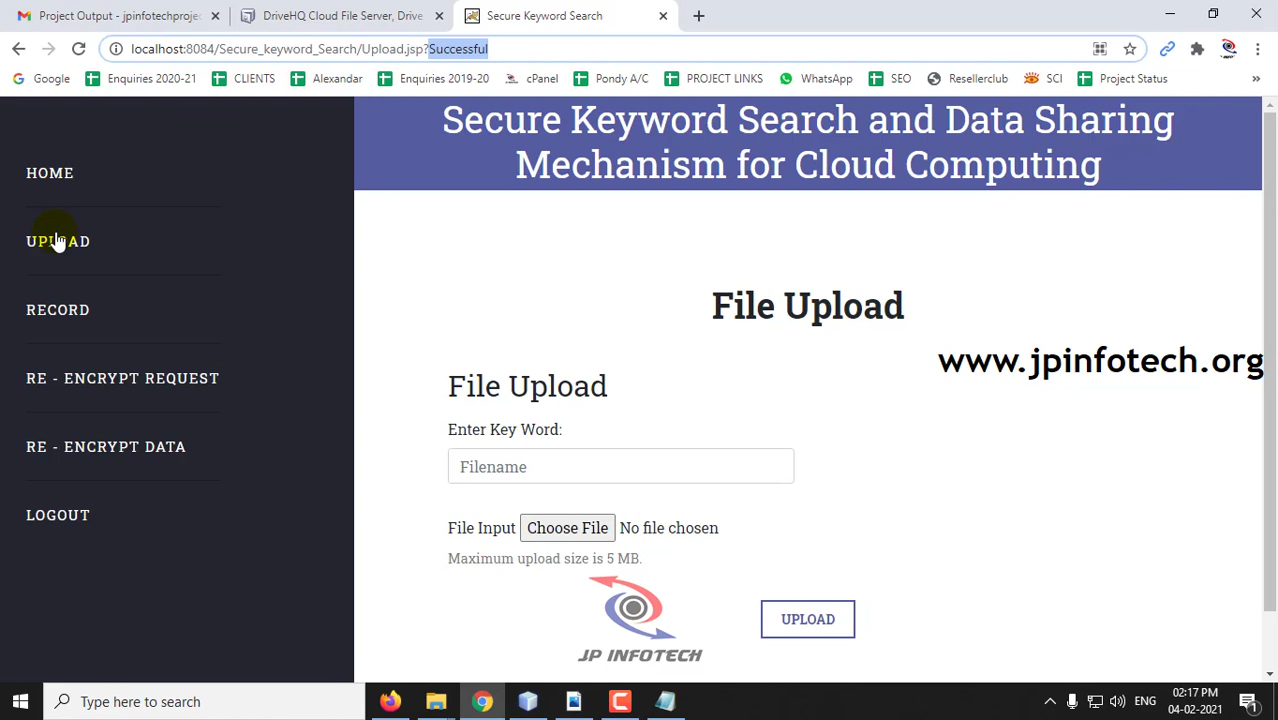 Project Output - jpinfotechproje
DriveHQ Cloud File Server, Drive
Secure Keyword Search
localhost:8084/Secure_keyword_Search/Upload.jsp?Successful
Google
Enquiries 2020-21
CLIENTS
Alexandar
Enquiries 2019-20
cPanel
Pondy A/C
PROJECT LINKS
WhatsApp
SEO
Resellerclub
SCI
Project Status
Secure Keyword Search and Data Sharing
Mechanism for Cloud Computing
HOME
UPLOAD
RECORD
RE - ENCRYPT REQUEST
RE - ENCRYPT DATA
LOGOUT
File Upload
www.jpinfotech.org
File Upload
Enter Key Word:
Filename
File Input Choose File No file chosen
Maximum upload size is 5 MB.
JP INFOTECH
UPLOAD
Type here to search
ENG
02:17 PM
04-02-2021
1